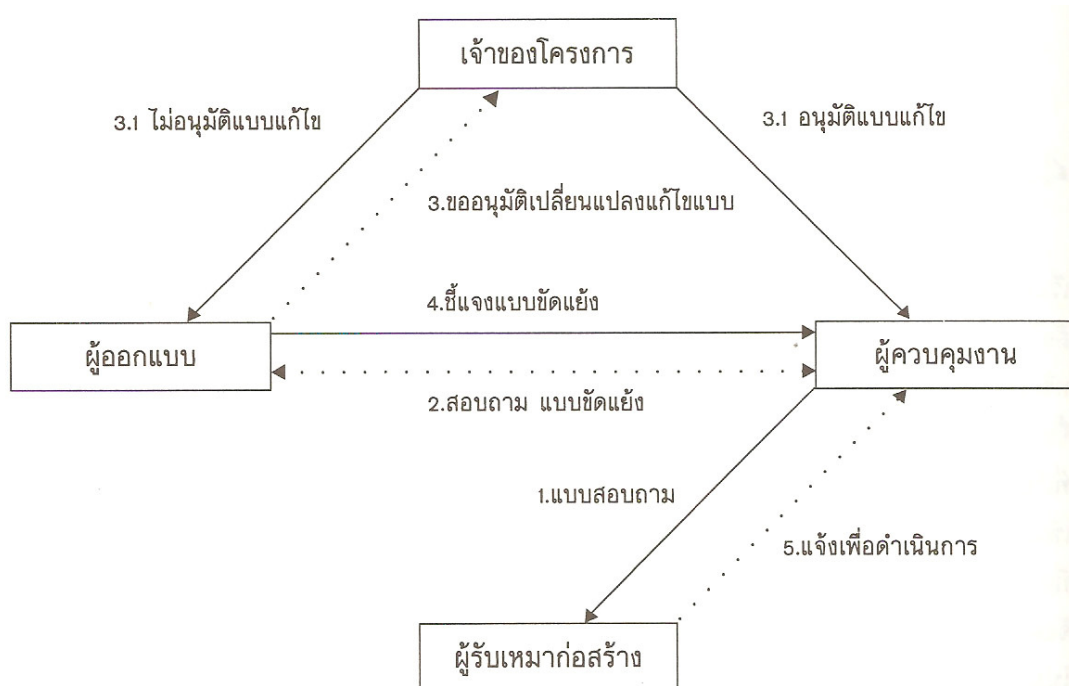 เจ้าของโครงการ
3.1 ไม่อนุมัติแบบแก้ไข
3.1 อนุมัติแบบแก้ไข
3.ขออนุมัติเปลี่ยนแปลงแก้ไขแบบ
4.ชี้แจงแบบขัดแย้ง
ผู้ออกแบบ
ผู้ควบคุมงาน
2.สอบถาม แบบขัดแย้ง
1.แบบสอบถาม
5.แจ้งเพื่อดำเนินการ
ผู้รับเหมาก่อสร้าง